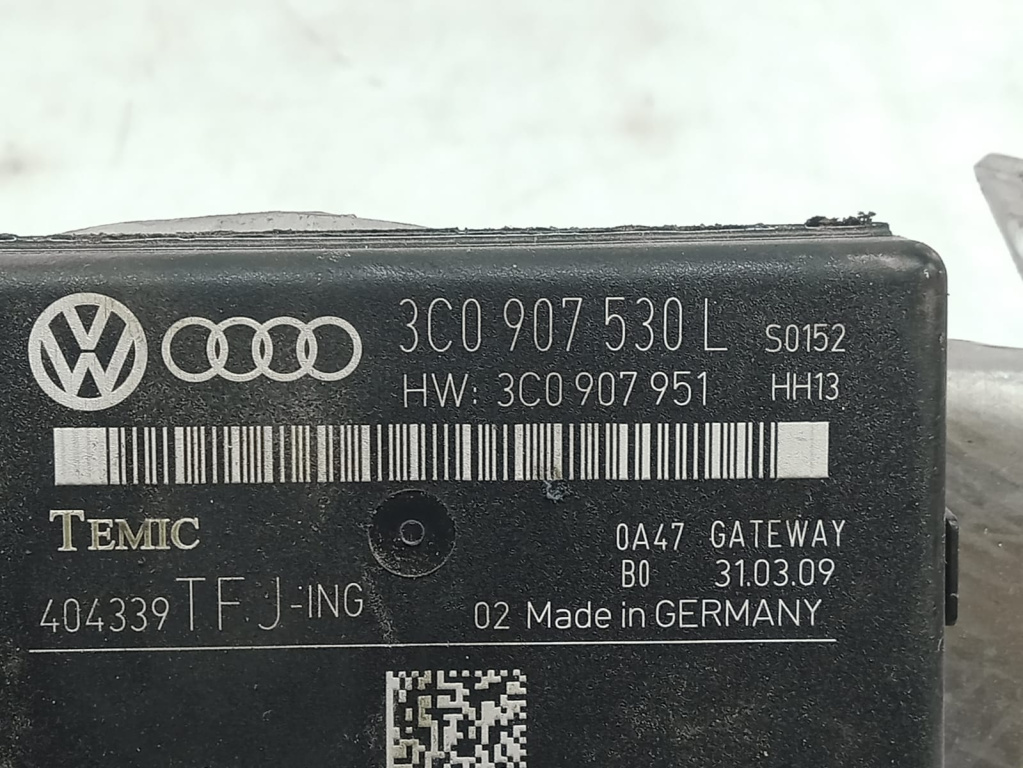 3C0 907 530 L S0152
HW: 3C0 907 951 HH13
TEMIC
0A47 GATEWAY
B0 31.03.09
404339 TFJ-ING
02 Made in GERMANY